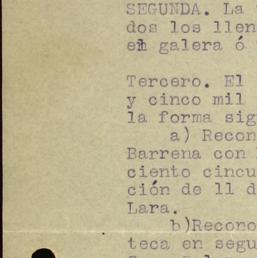 SEGUNDA. La
dos los llen
en galera ó
Tercero. El
y cinco mil
la forma sig
a) Recon
Barrena con
ciento cincu
ción de 11 d
Lara.
b)Recono
teca en segu